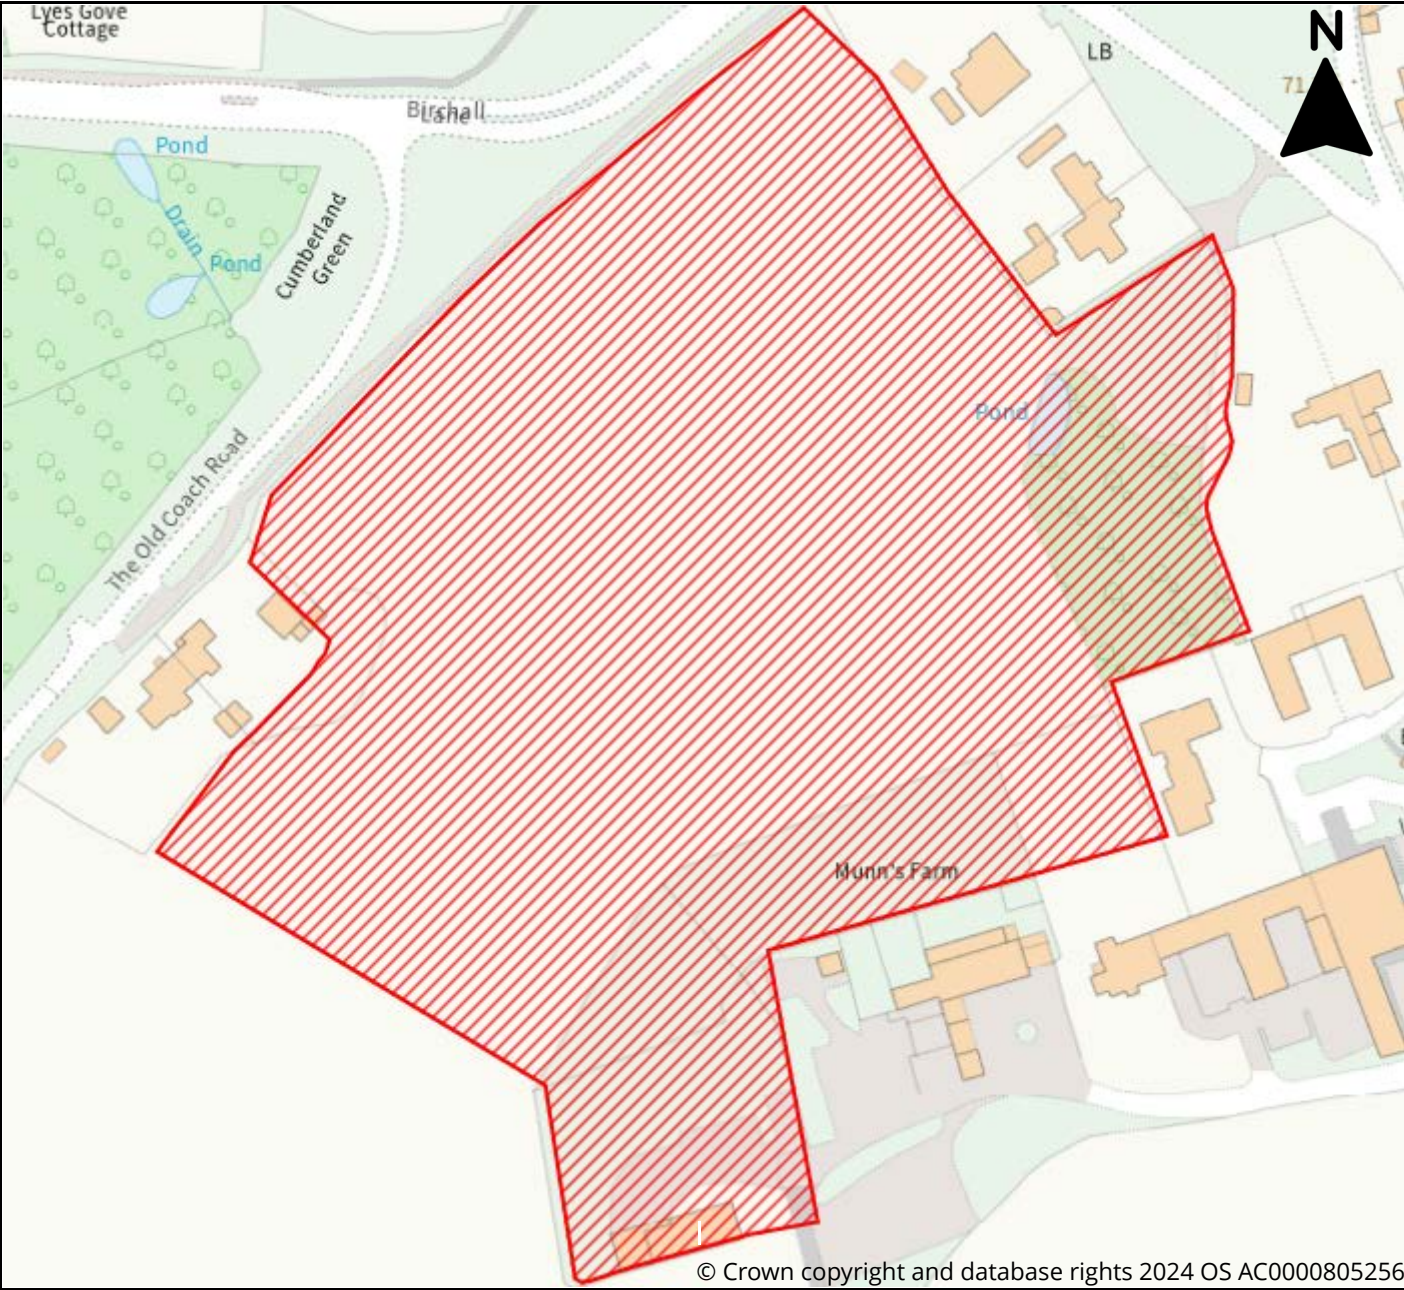 Lyes Gove
Cottage
N
LB
71
Birchall
Lane
Pond
Drain
Pond
Cumberland
Green
The Old Coach Road
Pond
Munn's Farm
© Crown copyright and database rights 2024 OS AC0000805256